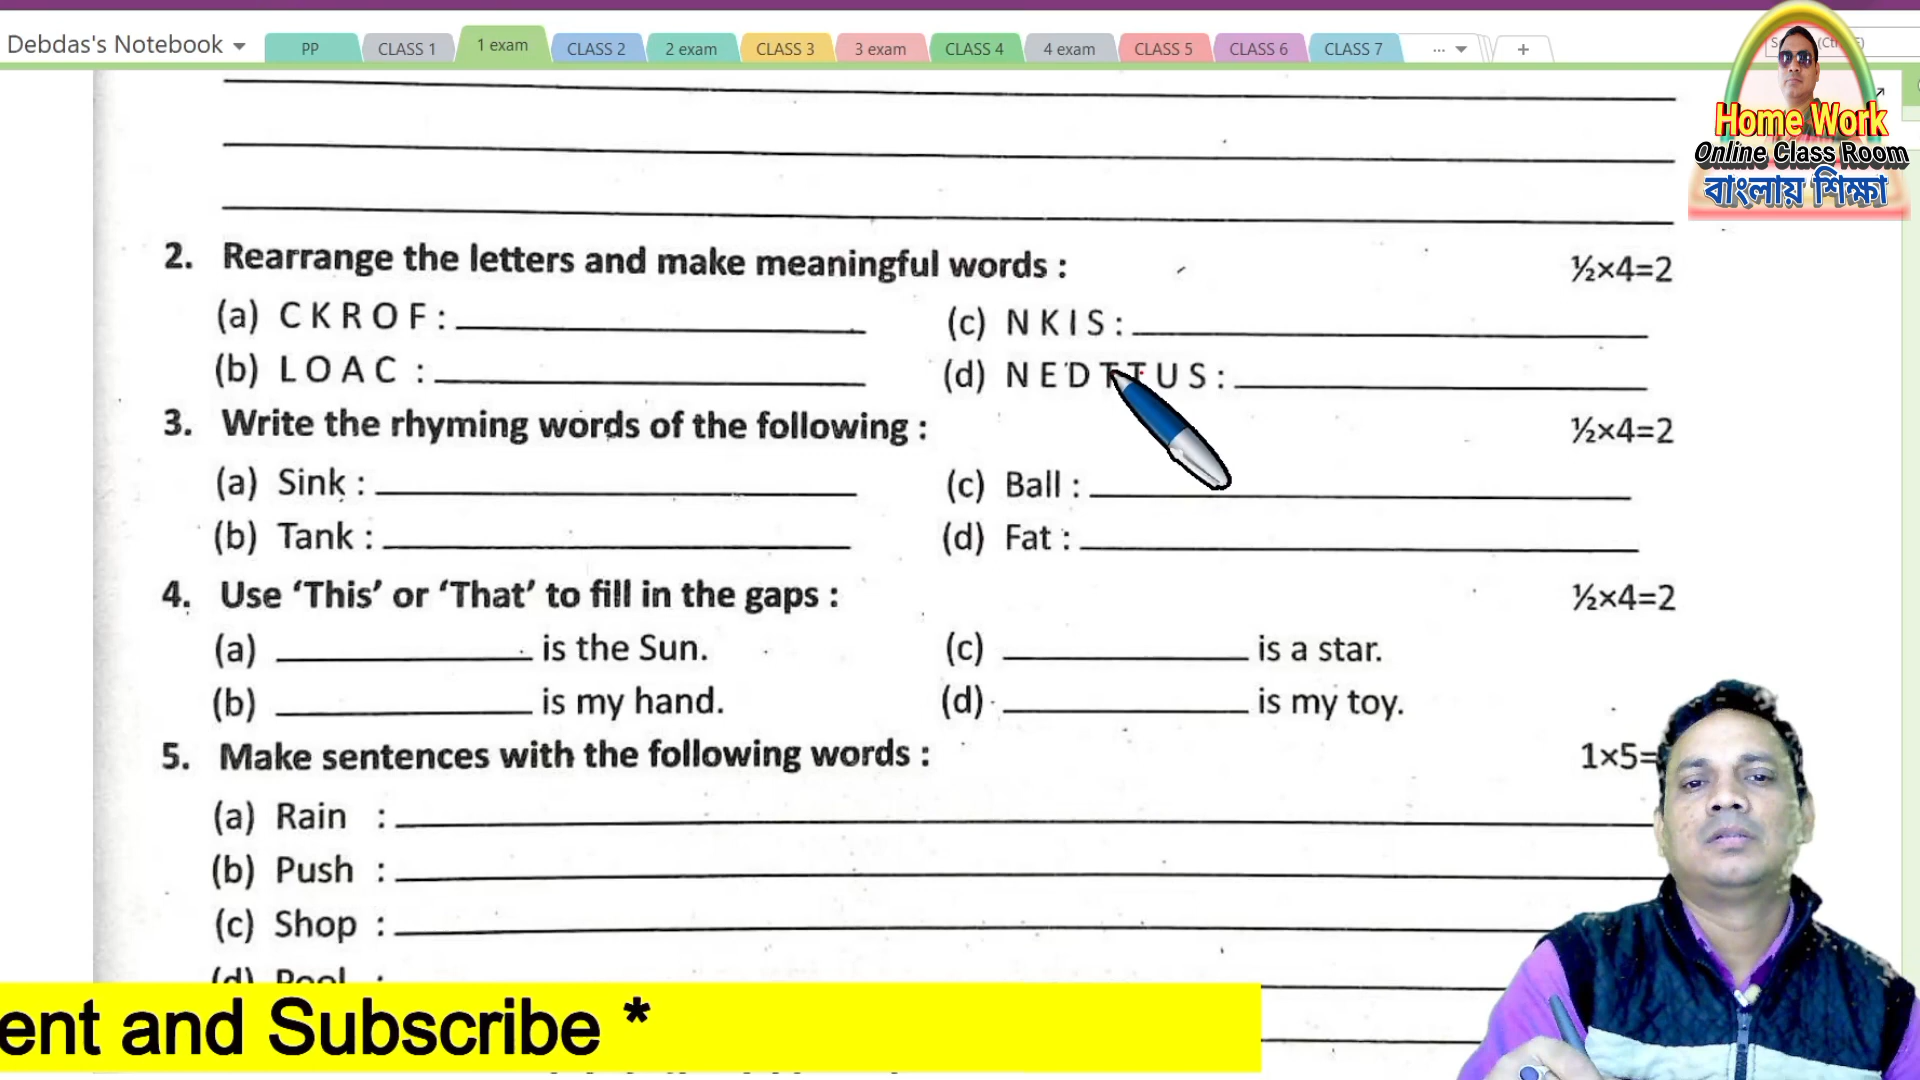 Debdas's Notebook
PP
CLASS 1
1 exam
CLASS 2
2 exam
CLASS 3
3 exam
CLASS 4
4 exam
CLASS 5
CLASS 6
CLASS 7
...
+
Home Work
Online Class Room
বাংলায় শিক্ষা
2. Rearrange the letters and make meaningful words : ½×4=2
(a) C K R O F : (c) N K I S :
(b) L O A C : (d) N E D T T U S :
3. Write the rhyming words of the following : ½×4=2
(a) Sink : (c) Ball :
(b) Tank : (d) Fat :
4. Use ‘This’ or ‘That’ to fill in the gaps : ½×4=2
(a) is the Sun. (c) is a star.
(b) is my hand. (d) is my toy.
5. Make sentences with the following words : 1×5=
(a) Rain :
(b) Push :
(c) Shop :
(d) Pool :
ent and Subscribe *